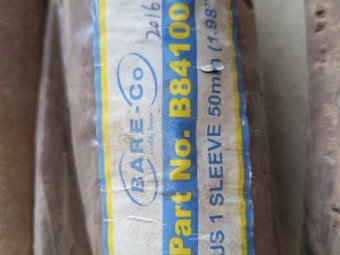 2016
BARE-Co
Part No. B84100
US 1 SLEEVE 50mm (1.98"